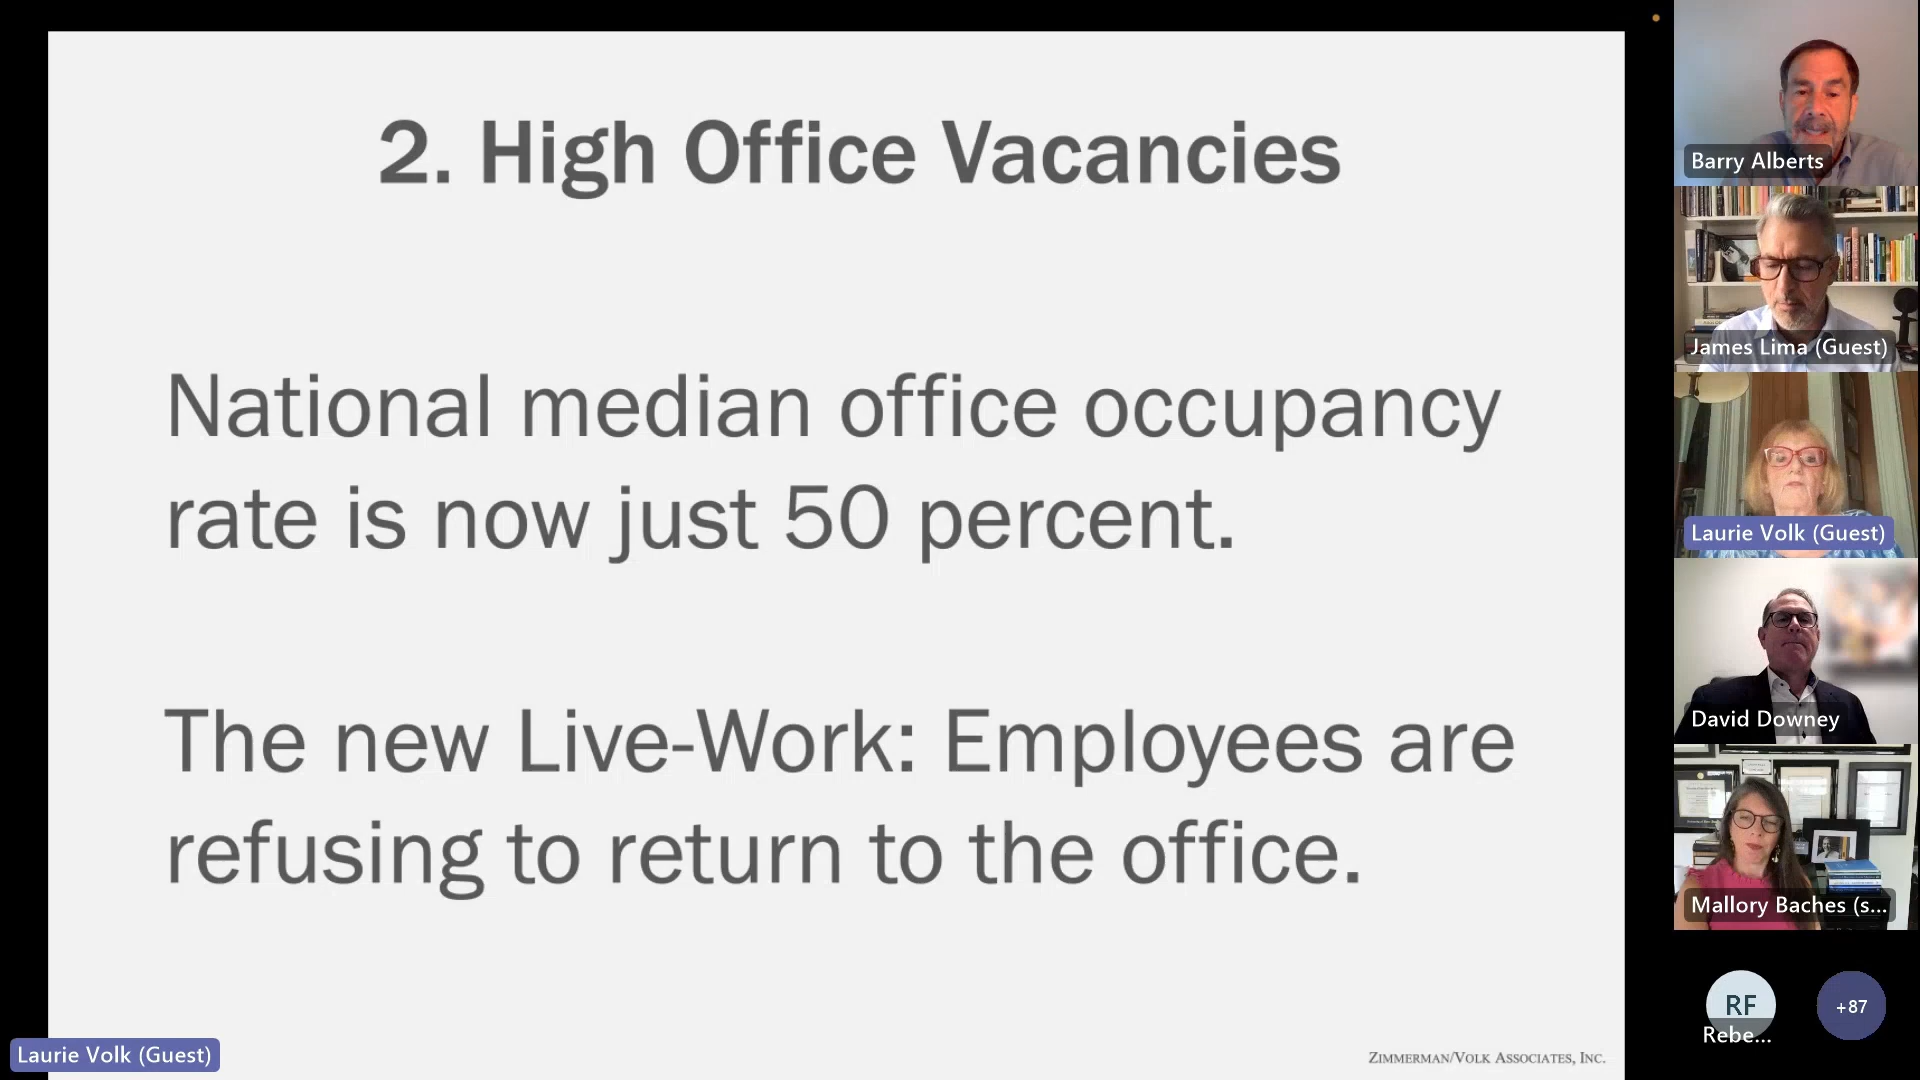 2. High Office Vacancies
National median office occupancy
rate is now just 50 percent.
The new Live-Work: Employees are
refusing to return to the office.
ZIMMERMAN/VOLK ASSOCIATES, INC.
Laurie Volk (Guest)
Barry Alberts
James Lima (Guest)
Laurie Volk (Guest)
David Downey
Mallory Baches (s...
RF
Rebe...
+87